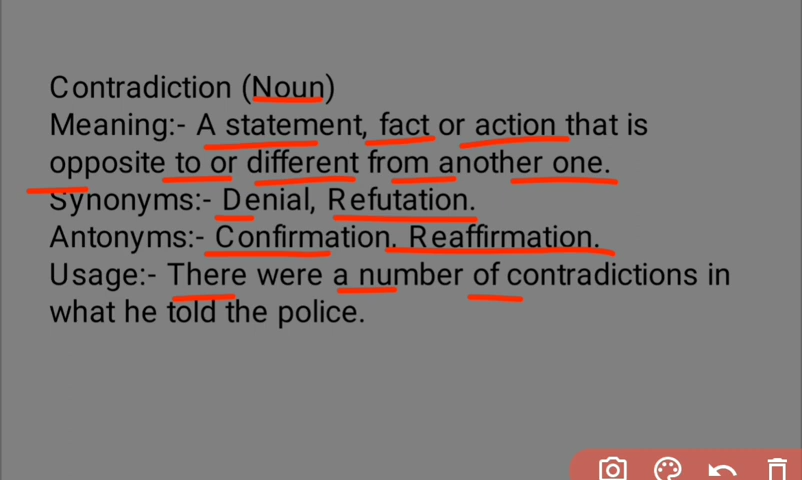 Contradiction (Noun)
Meaning:- A statement, fact or action that is
opposite to or different from another one.
Synonyms:- Denial, Refutation.
Antonyms:- Confirmation. Reaffirmation.
Usage:- There were a number of contradictions in
what he told the police.